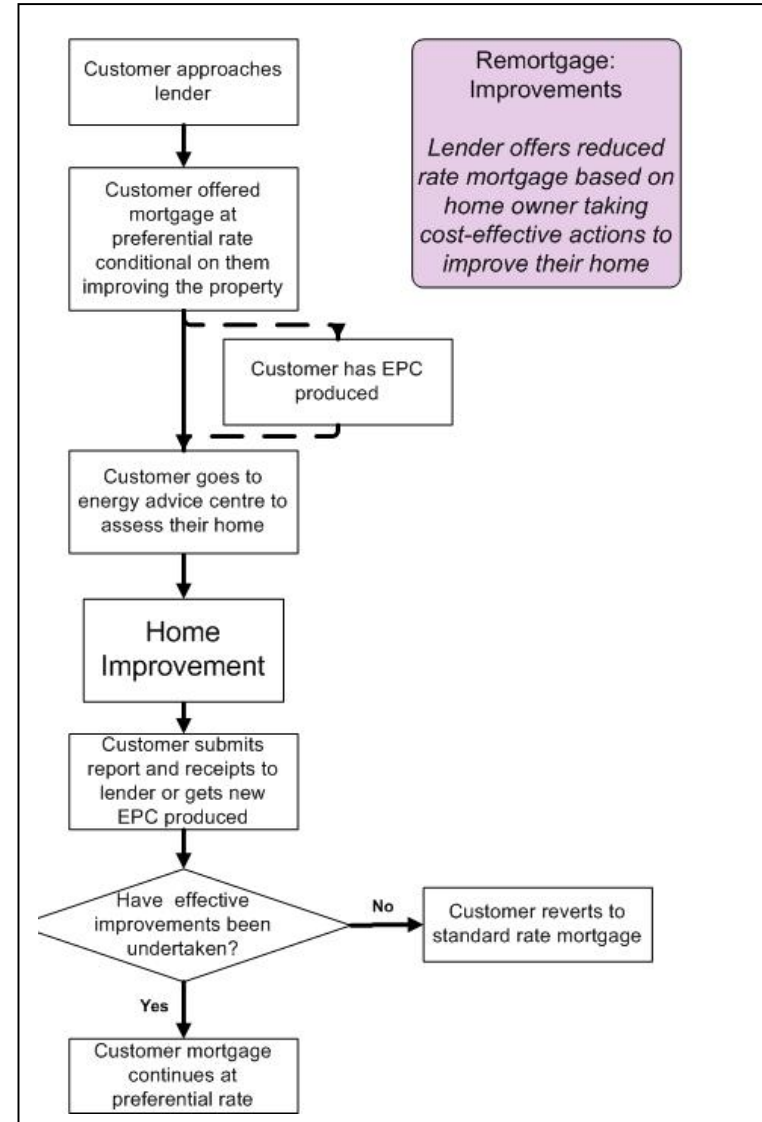 Customer approaches
lender
Remortgage:
Improvements
Lender offers reduced
rate mortgage based on
home owner taking
cost-effective actions to
improve their home
Customer offered
mortgage at
preferential rate
conditional on them
improving the property
Customer has EPC
produced
Customer goes to
energy advice centre to
assess their home
Home
Improvement
Customer submits
report and receipts to
lender or gets new
EPC produced
Have effective
improvements been
undertaken?
No
Customer reverts to
standard rate mortgage
Yes
Customer mortgage
continues at
preferential rate